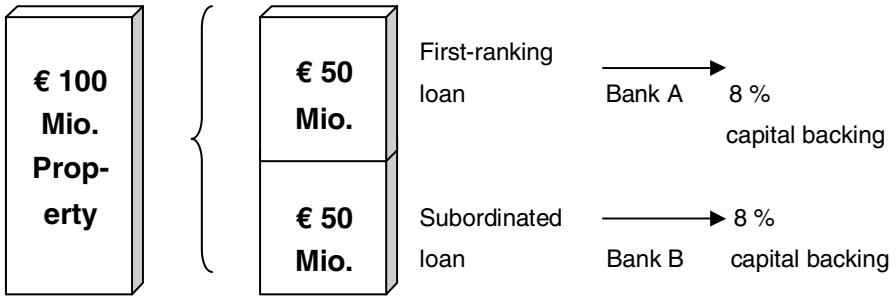 € 100
Mio.
Prop-
erty
€ 50
Mio.
First-ranking
loan
Bank A
8 %
capital backing
€ 50
Mio.
Subordinated
loan
Bank B
8 %
capital backing